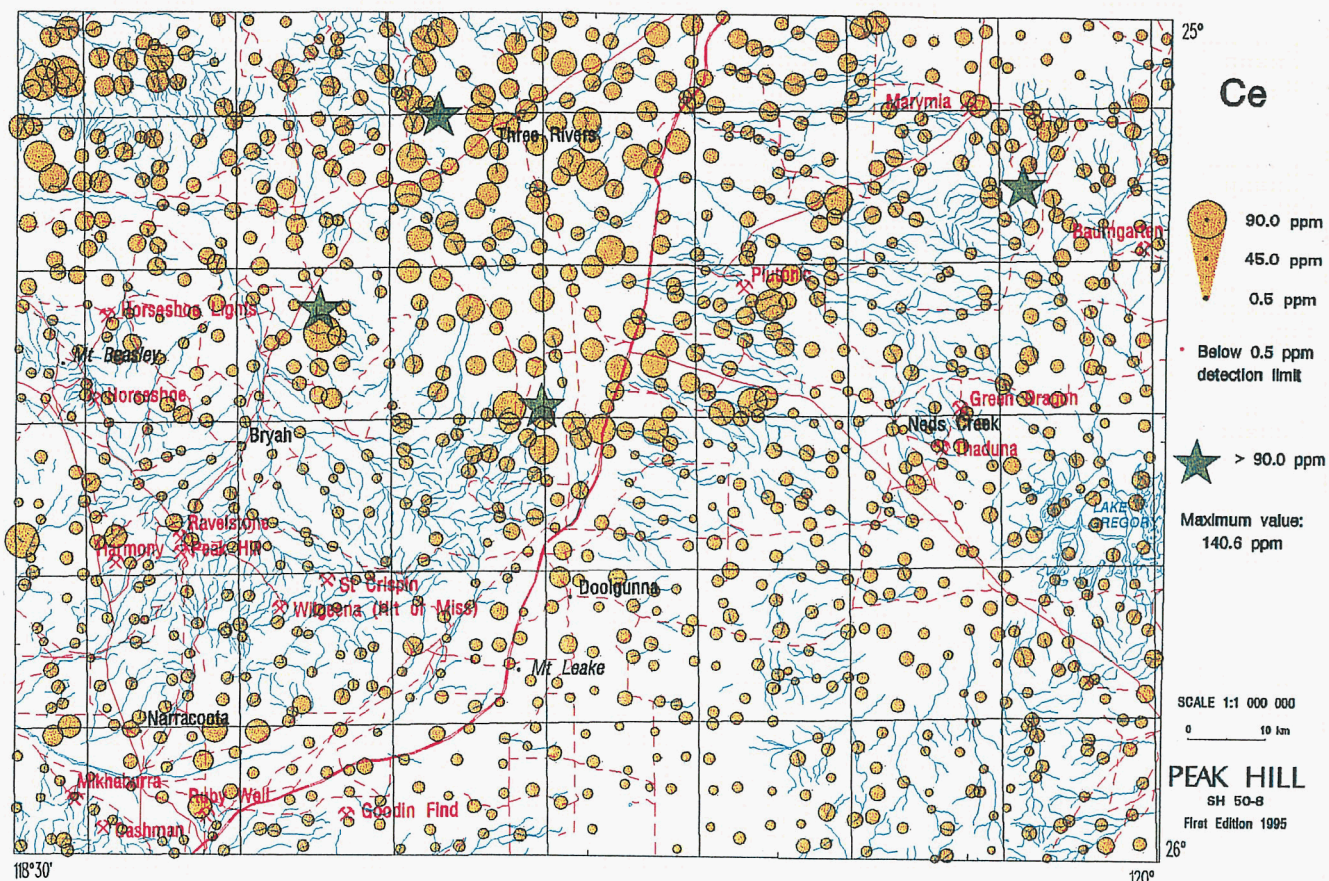 25°
Ce
Marymia
Three Rivers
90.0 ppm
Baumgarten
45.0 ppm
Plutonic
0.5 ppm
Horseshoe Lights
Mt Beasley
Below 0.5 ppm
detection limit
Horseshoe
Green Dragon
Neds Creek
Bryah
Thaduna
> 90.0 ppm
LAKE
GREGORY
Maximum value:
140.6 ppm
Ravelstone
Harmony
Peak Hill
St Crispin
Doolgunna
Wilgeena (Hit or Miss)
Mt Leake
SCALE 1:1 000 000
0 10 km
Narracoota
PEAK HILL
SH 50-8
First Edition 1995
Mikhaburra
Ruby Well
Goodin Find
Cashman
26°
118°30'
120°